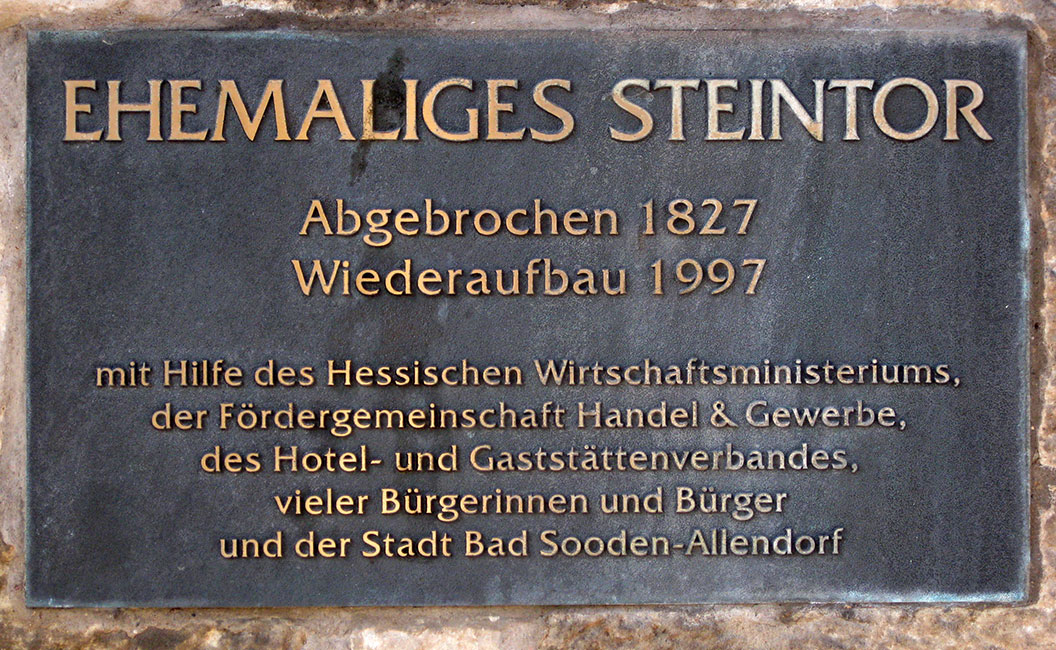 EHEMALIGES STEINTOR
Abgebrochen 1827
Wiederaufbau 1997
mit Hilfe des Hessischen Wirtschaftsministeriums,
der Fördergemeinschaft Handel & Gewerbe,
des Hotel- und Gaststättenverbandes,
vieler Bürgerinnen und Bürger
und der Stadt Bad Sooden-Allendorf